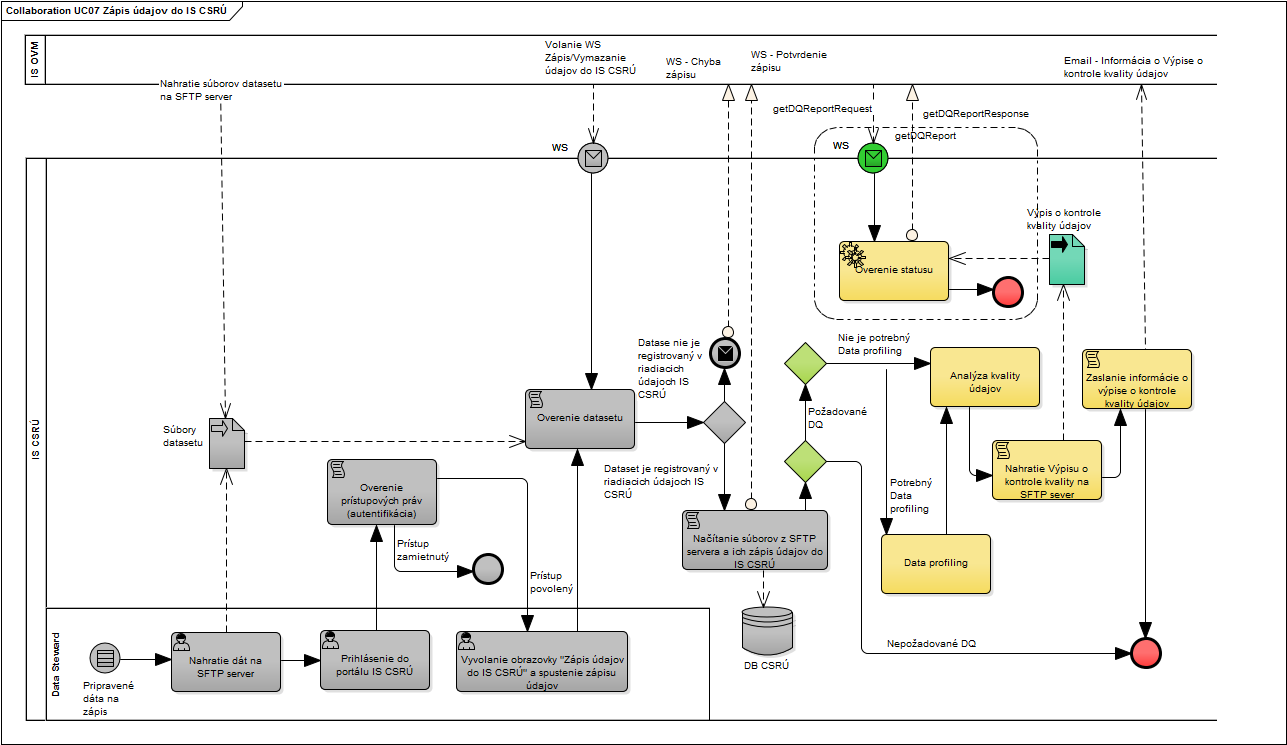 Collaboration UC07 Zápis údajov do IS CSRÚ
IS OVM
Nahratie súborov datasetu
na SFTP server
Volanie WS
Zápis/Vymazanie
údajov do IS CSRÚ
WS - Chyba
zápisu
WS - Potvrdenie
zápisu
Email - Informácia o Výpise o
kontrole kvality údajov
getDQReportRequest
getDQReportResponse
getDQReport
WS
WS
IS CSRÚ
Výpis o kontrole
kvality údajov
Overenie statusu
Datase nie je
registrovaný v
riadiacich
údajoch IS
CSRÚ
Nie je potrebný
Data profiling
Analýza kvality
údajov
Zaslanie informácie o
výpise o kontrole
kvality údajov
Súbory
datasetu
Overenie datasetu
Požadované
DQ
Dataset je registrovaný v
riadiacich údajoch IS
CSRÚ
Overenie
prístupových práv
(autentifikácia)
Nahratie Výpisu o
kontrole kvality na
SFTP sever
Potrebný
Data
profiling
Načítanie súborov z SFTP
servera a ich zápis údajov do
IS CSRÚ
Prístup
zamietnutý
Prístup
povolený
Data profiling
Data Steward
Nahratie dát na
SFTP server
Prihlásenie do
portálu IS CSRÚ
Vyvolanie obrazovky "Zápis údajov
do IS CSRÚ" a spustenie zápisu
údajov
DB CSRÚ
Nepožadované DQ
Pripravené
dáta na
zápis